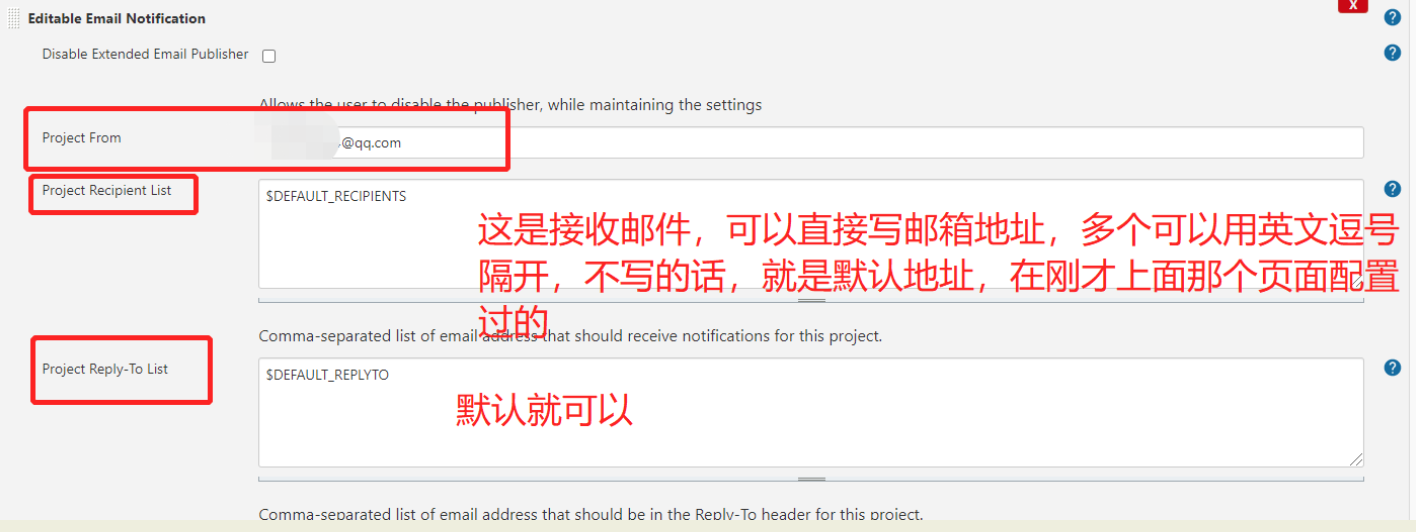 X
Editable Email Notification
Disable Extended Email Publisher
Allows the user to disable the publisher, while maintaining the settings
Project From
@qq.com
Project Recipient List
$DEFAULT_RECIPIENTS
这是接收邮件，可以直接写邮箱地址，多个可以用英文逗号
隔开，不写的话，就是默认地址，在刚才上面那个页面配置
过的
Comma-separated list of email address that should receive notifications for this project.
Project Reply-To List
$DEFAULT_REPLYTO
默认就可以
Comma-separated list of email address that should be in the Reply-To header for this project.